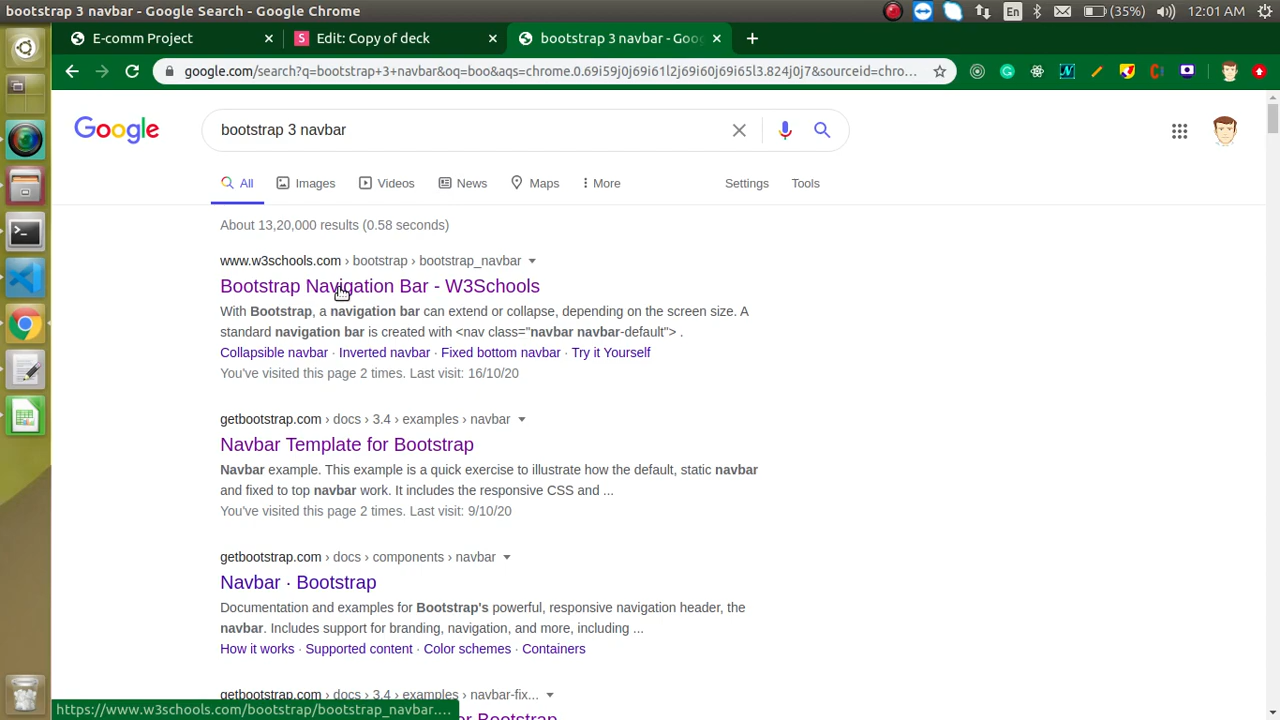 bootstrap 3 navbar - Google Search - Google Chrome
En
(35%)
12:01 AM
E-comm Project
S
Edit: Copy of deck
bootstrap 3 navbar - Goo
google.com/search?q=bootstrap+3+navbar&oq=boo&aqs=chrome.0.69i59j0j69i61l2j69i60j69i65l3.824j0j7&sourceid=chro...
Google
bootstrap 3 navbar
All
Images
Videos
News
Maps
More
Settings
Tools
About 13,20,000 results (0.58 seconds)
www.w3schools.com › bootstrap › bootstrap_navbar
Bootstrap Navigation Bar - W3Schools
With Bootstrap, a navigation bar can extend or collapse, depending on the screen size. A
standard navigation bar is created with <nav class="navbar navbar-default"> .
Collapsible navbar · Inverted navbar · Fixed bottom navbar · Try it Yourself
You've visited this page 2 times. Last visit: 16/10/20
getbootstrap.com › docs › 3.4 › examples › navbar
Navbar Template for Bootstrap
Navbar example. This example is a quick exercise to illustrate how the default, static navbar
and fixed to top navbar work. It includes the responsive CSS and ...
You've visited this page 2 times. Last visit: 9/10/20
getbootstrap.com › docs › components › navbar
Navbar · Bootstrap
Documentation and examples for Bootstrap's powerful, responsive navigation header, the
navbar. Includes support for branding, navigation, and more, including ...
How it works · Supported content · Color schemes · Containers
getbootstrap.com › docs › 3.4 › examples › navbar-fix...
or Bootstrap
https://www.w3schools.com/bootstrap/bootstrap_navbar....